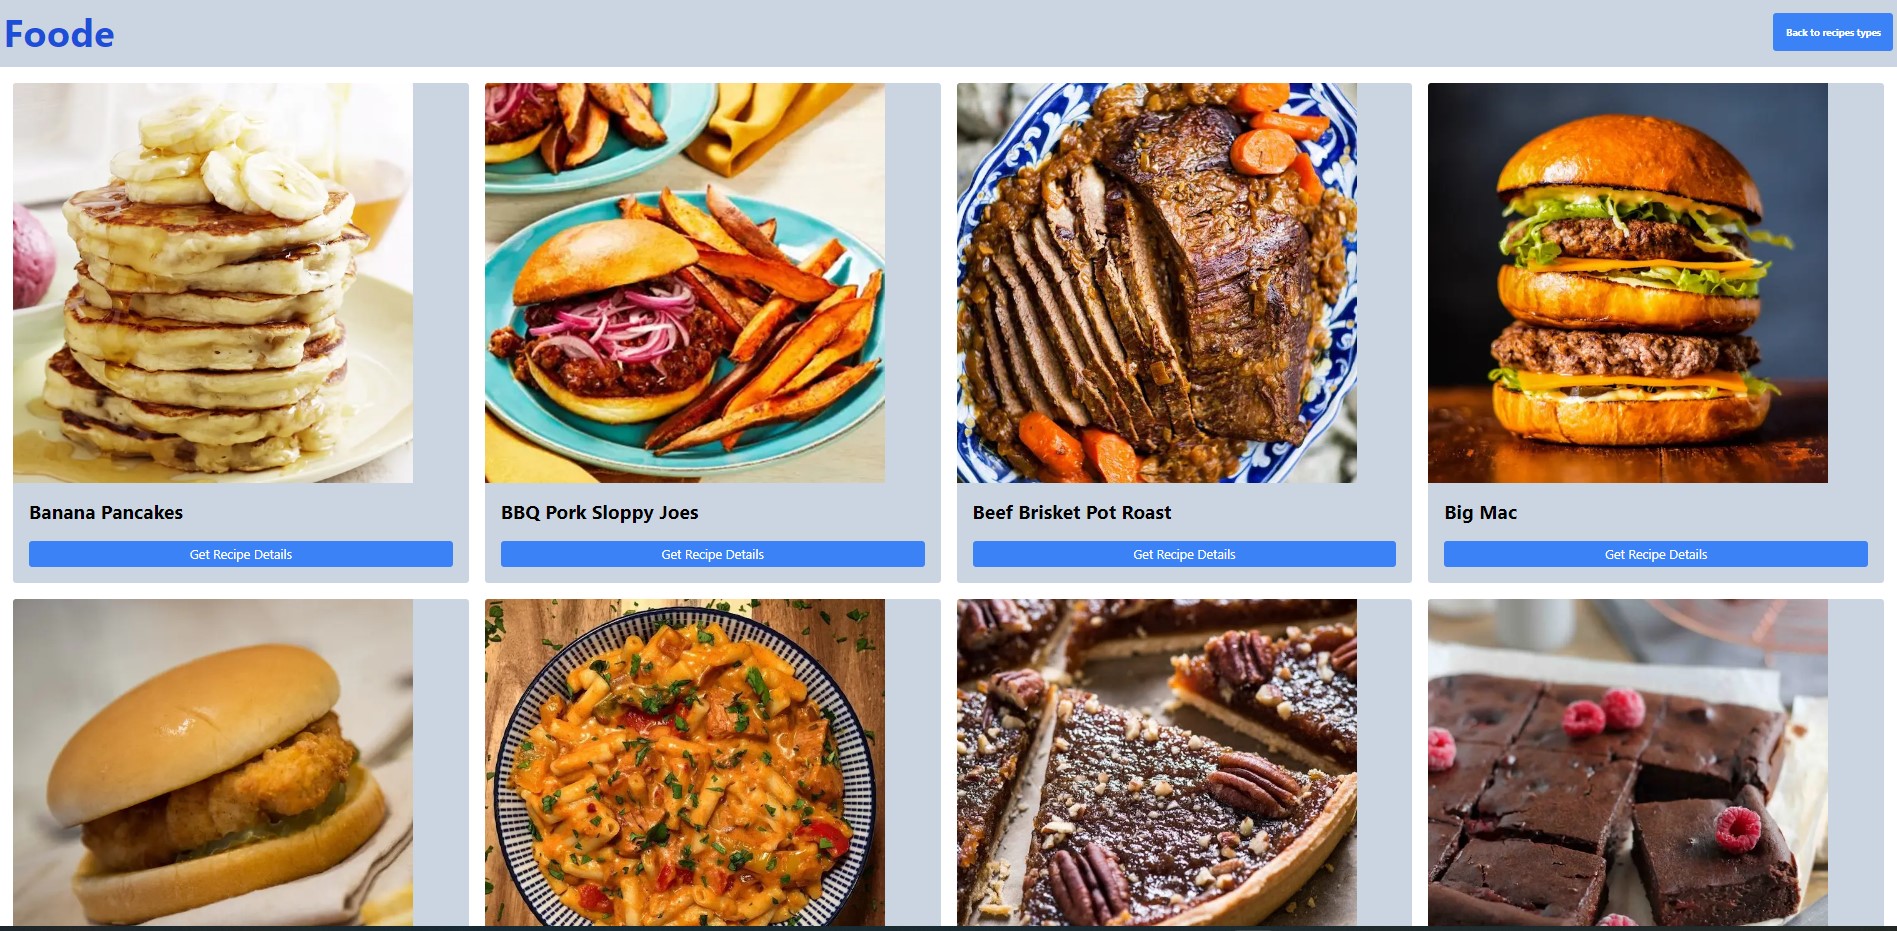 Foode
Back to recipes types
Banana Pancakes
BBQ Pork Sloppy Joes
Beef Brisket Pot Roast
Big Mac
Get Recipe Details
Get Recipe Details
Get Recipe Details
Get Recipe Details